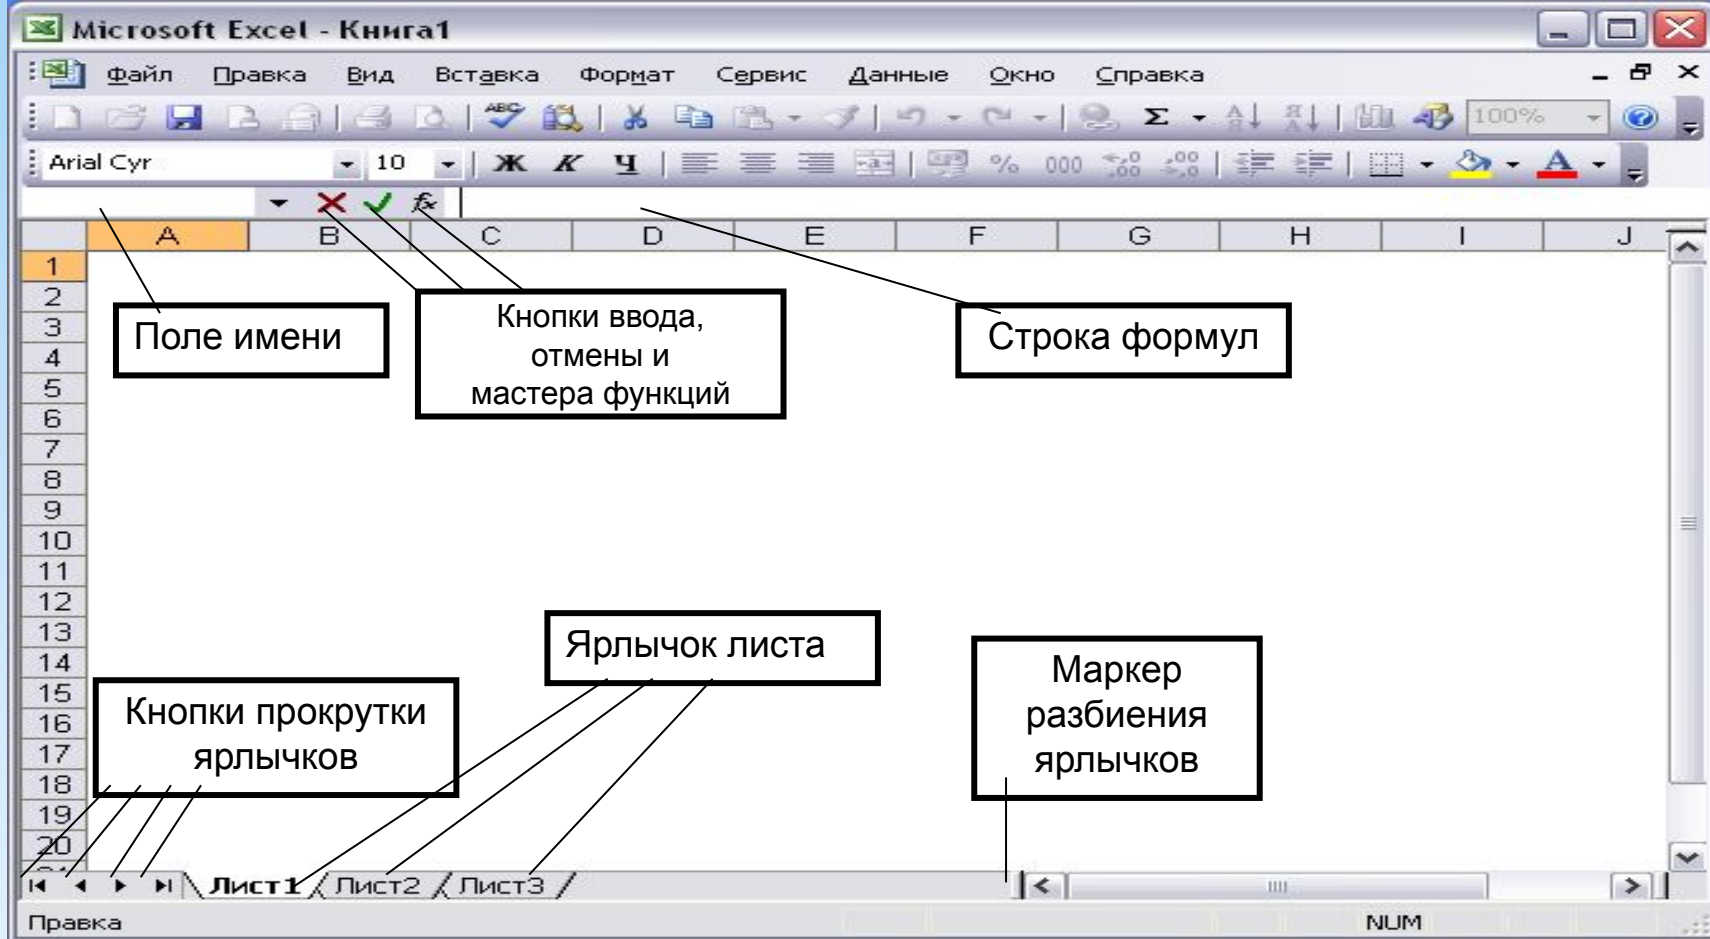 Microsoft Excel - Книга1
Файл Правка Вид Вставка Формат Сервис Данные Окно Справка
ABC Σ 100%
Arial Cyr 10 Ж К Ч % 000
fx
A B C D E F G H I J
1
2
3
4
5
6
7
8
9
10
11
12
13
14
15
16
17
18
19
20
Поле имени
Кнопки ввода,
отмены и
мастера функций
Строка формул
Ярлычок листа
Маркер
разбиения
ярлычков
Кнопки прокрутки
ярлычков
Лист1 Лист2 Лист3
Правка NUM